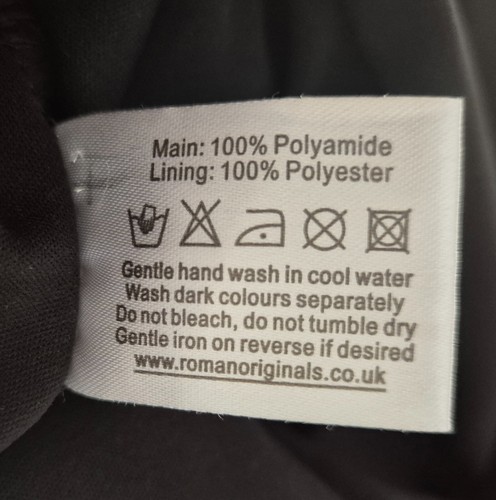 Main: 100% Polyamide
Lining: 100% Polyester
Gentle hand wash in cool water
Wash dark colours separately
Do not bleach, do not tumble dry
Gentle iron on reverse if desired
www.romanoriginals.co.uk